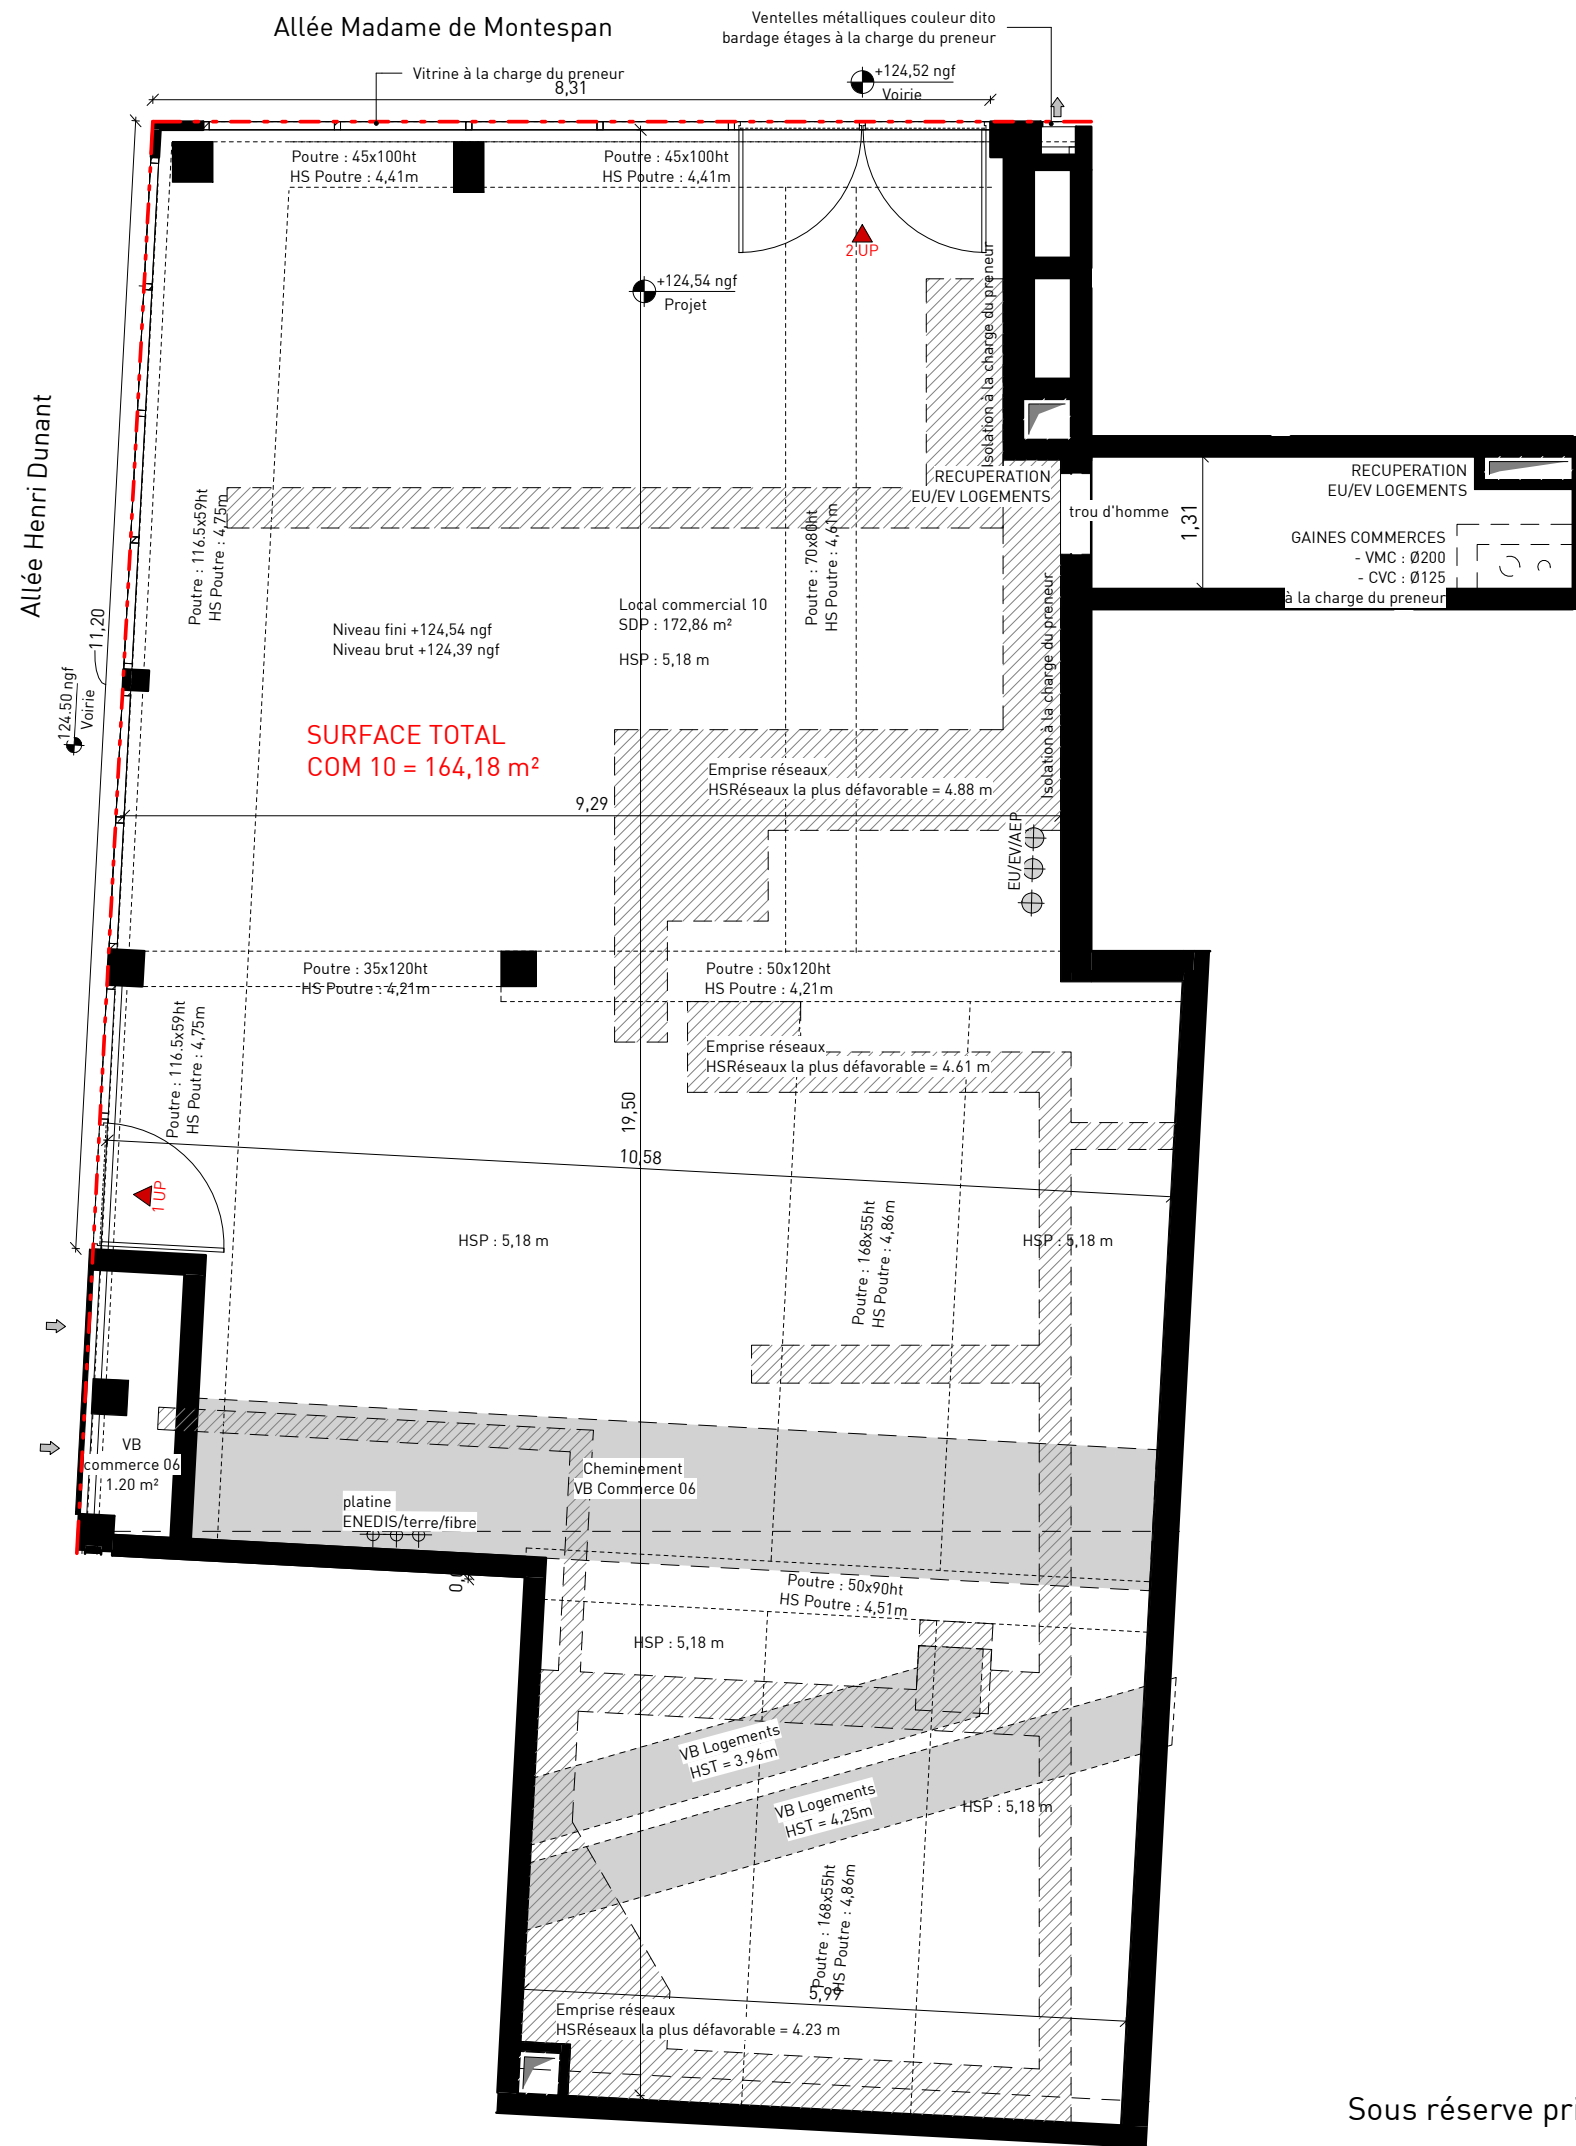 Allée Madame de Montespan
Ventelles métalliques couleur dito
bardage étages à la charge du preneur
Vitrine à la charge du preneur
8,31
+124,52 ngf
Voirie
Poutre : 45x100ht
HS Poutre : 4,41m
Poutre : 45x100ht
HS Poutre : 4,41m
2 UP
+124,54 ngf
Projet
Isolation à la charge du preneur
Allée Henri Dunant
RECUPERATION
EU/EV LOGEMENTS
RECUPERATION
EU/EV LOGEMENTS
trou d'homme
1,31
GAINES COMMERCES
- VMC : Ø200
- CVC : Ø125
à la charge du preneur
Poutre : 116.5x59ht
HS Poutre : 4,75m
Poutre : 70x80ht
HS Poutre : 4,61m
11,20
124.50 ngf
Voirie
Niveau fini +124,54 ngf
Niveau brut +124,39 ngf
Local commercial 10
SDP : 172,86 m²
HSP : 5,18 m
Isolation à la charge du preneur
SURFACE TOTAL
COM 10 = 164,18 m²
Emprise réseaux
HSRéseaux la plus défavorable = 4.88 m
9,29
EU/EV/AEP
Poutre : 35x120ht
HS Poutre : 4,21m
Poutre : 50x120ht
HS Poutre : 4,21m
Poutre : 116.5x59ht
HS Poutre : 4,75m
Emprise réseaux
HSRéseaux la plus défavorable = 4.61 m
19,50
10,58
1 UP
HSP : 5,18 m
Poutre : 168x55ht
HS Poutre : 4,86m
HSP : 5,18 m
VB
commerce 06
1.20 m²
Cheminement
VB Commerce 06
platine
ENEDIS/terre/fibre
Poutre : 50x90ht
HS Poutre : 4,51m
HSP : 5,18 m
VB Logements
HST = 3.96m
VB Logements
HST = 4,25m
HSP : 5,18 m
Poutre : 168x55ht
HS Poutre : 4,86m
5,99
Emprise réseaux
HSRéseaux la plus défavorable = 4.23 m
Sous réserve pri